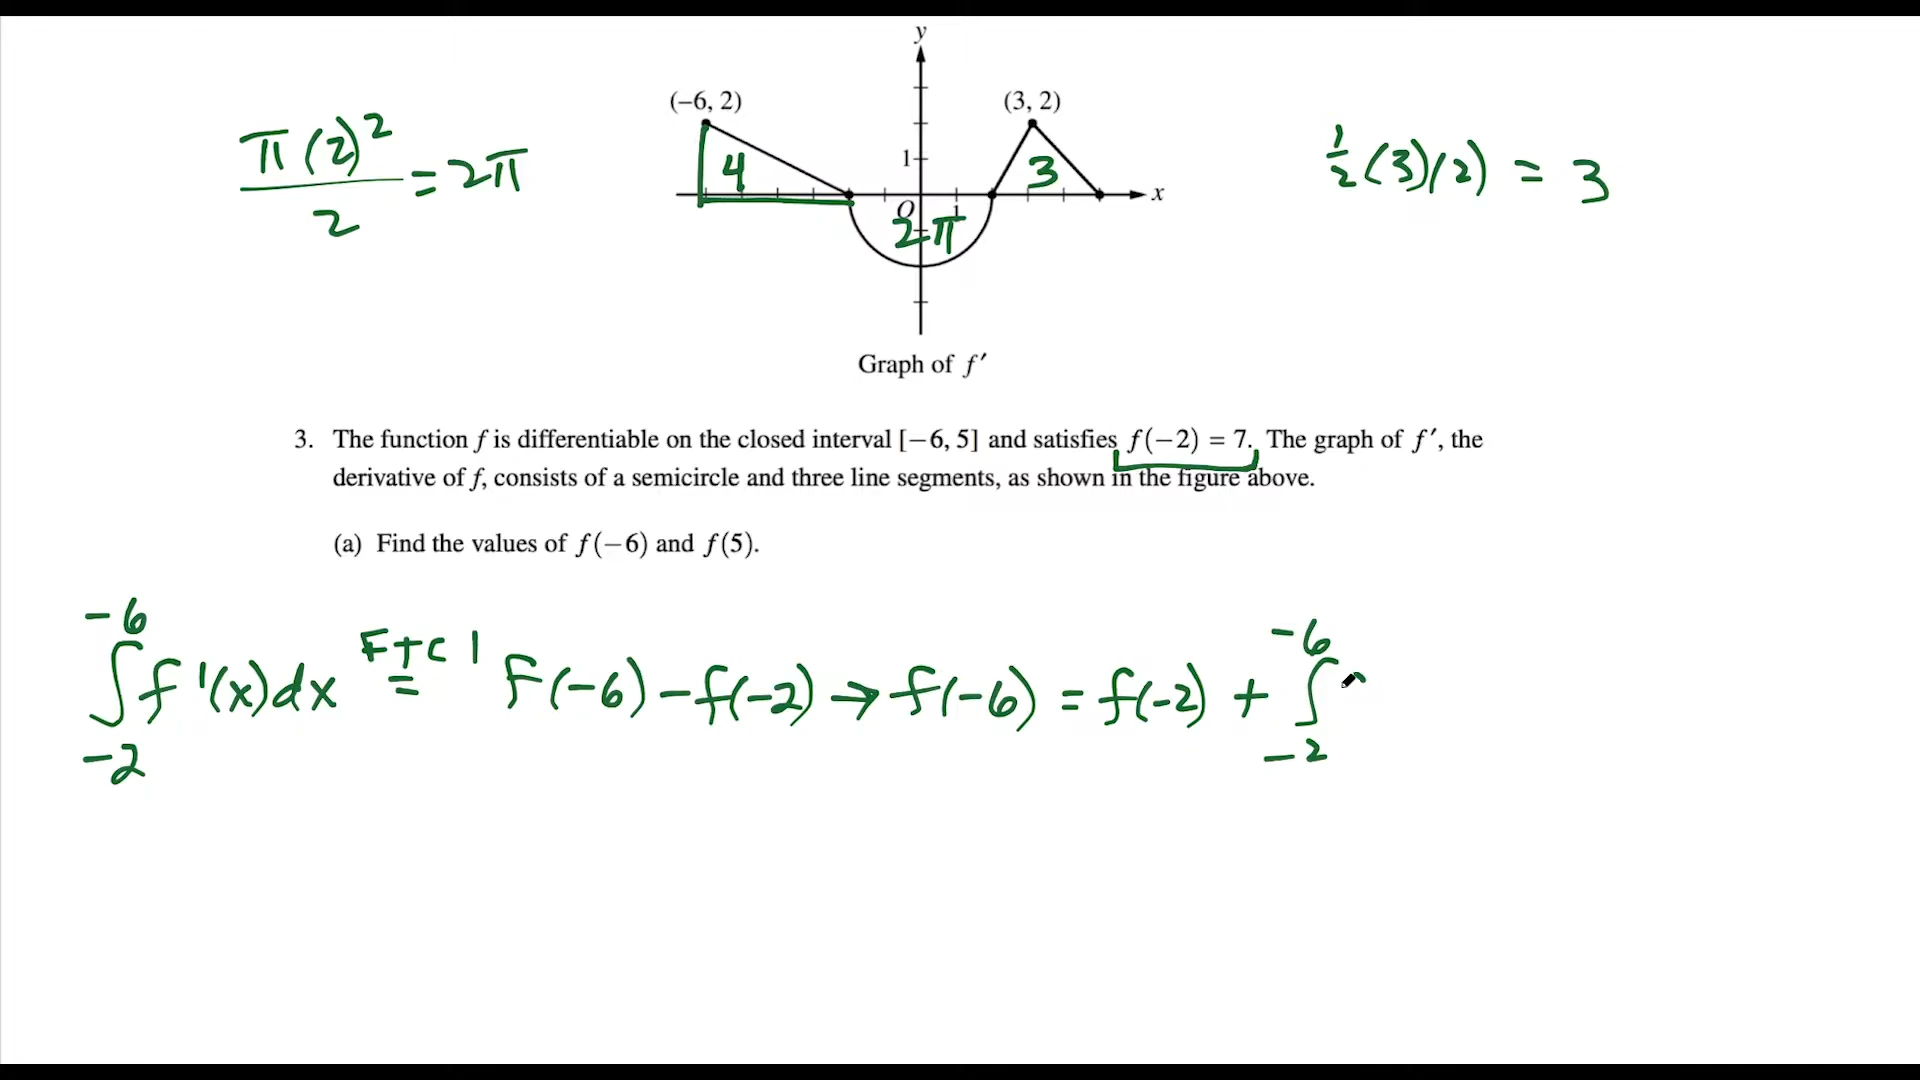 y
(−6, 2)
(3, 2)
π(2)²
2
= 2π
½(3)(2) = 3
4
1
3
x
O
1
2π
Graph of f′
3. The function f is differentiable on the closed interval [−6, 5] and satisfies f(−2) = 7. The graph of f′, the
derivative of f, consists of a semicircle and three line segments, as shown in the figure above.
(a) Find the values of f(−6) and f(5).
∫₋₂⁻⁶ f'(x)dx =^{FTC 1} f(-6) - f(-2) → f(-6) = f(-2) + ∫₋₂⁻⁶